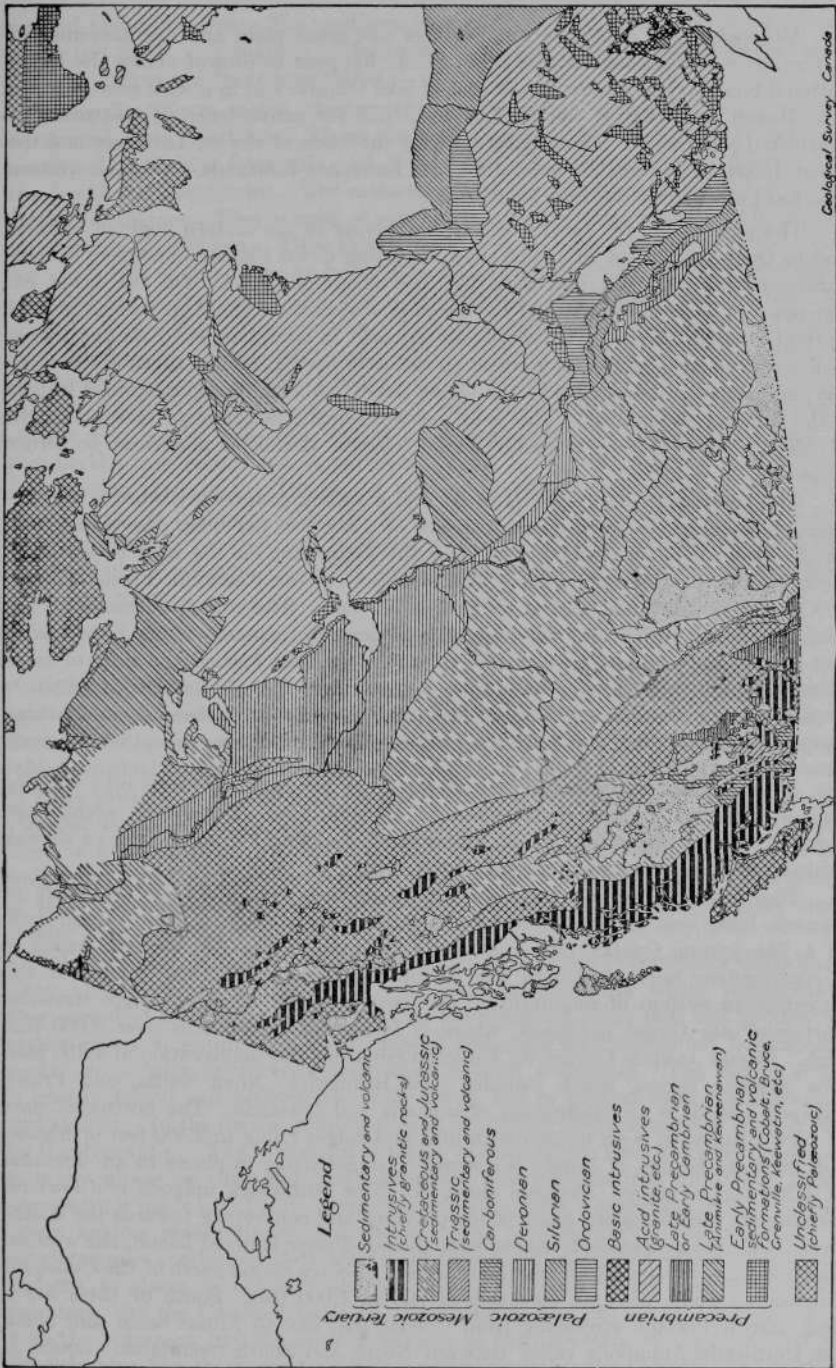 Legend
Tertiary
Sedimentary and volcanic
Mesozoic
Intrusives
(chiefly granitic rocks)
Cretaceous and Jurassic
(sedimentary and volcanic)
Triassic
(sedimentary and volcanic)
Palæozoic
Carboniferous
Devonian
Silurian
Ordovician
Precambrian
Basic intrusives
Acid intrusives
(granite, etc)
Late Precambrian
or Early Cambrian
Late Precambrian
(Animikie and Keweenawan)
Early Precambrian
sedimentary and volcanic
formations (Cobalt, Bruce,
Grenville, Keewatin, etc)
Unclassified
(chiefly Palæozoic)
Geological Survey, Canada